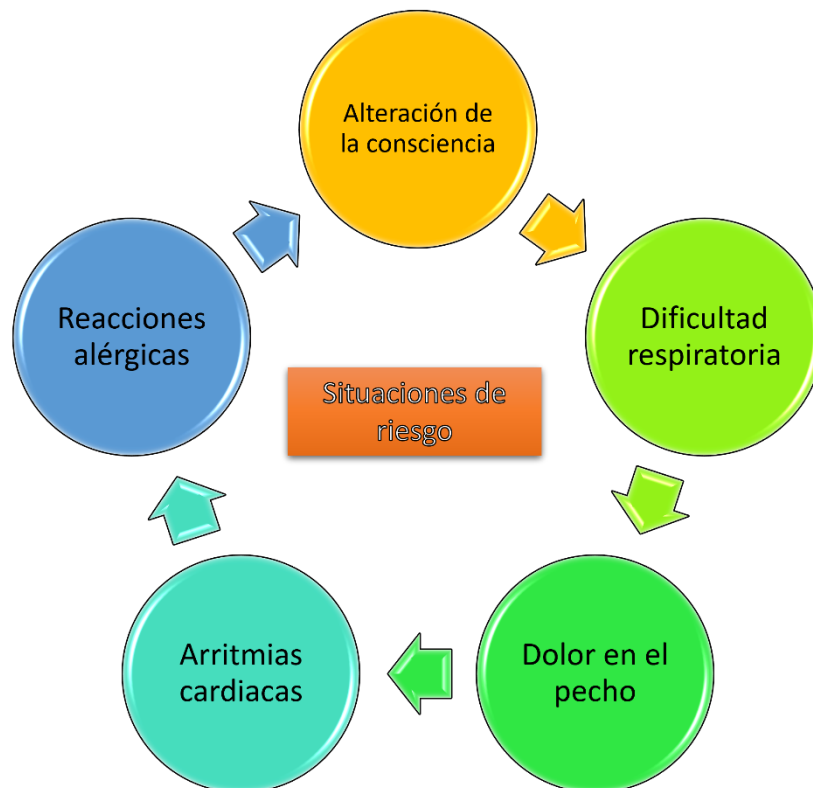 Alteración de
la consciencia
Dificultad
respiratoria
Dolor en el
pecho
Arritmias
cardiacas
Reacciones
alérgicas
Situaciones de
riesgo